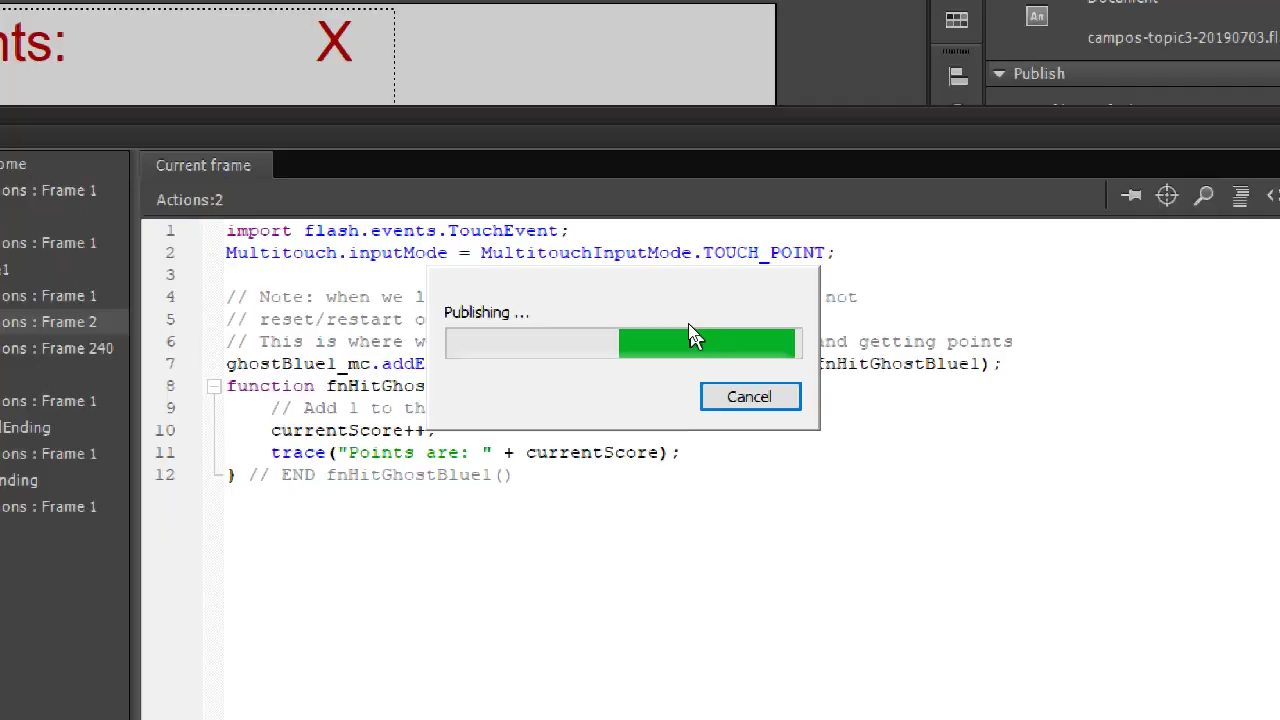 nts: X
Document
An
campos-topic3-20190703.fl
Publish
ome
ons : Frame 1
ons : Frame 1
1
ons : Frame 1
ons : Frame 2
ons : Frame 240
ons : Frame 1
Ending
ons : Frame 1
nding
ons : Frame 1
Current frame
Actions:2
1 import flash.events.TouchEvent;
2 Multitouch.inputMode = MultitouchInputMode.TOUCH_POINT;
3
4 // Note: when we l not
5 // reset/restart o
6 // This is where w nd getting points
7 ghostBlue1_mc.addE fnHitGhostBlue1);
8 function fnHitGhos
9 // Add 1 to th
10 currentScore++;
11 trace("Points are: " + currentScore);
12 } // END fnHitGhostBlue1()
Publishing ...
Cancel